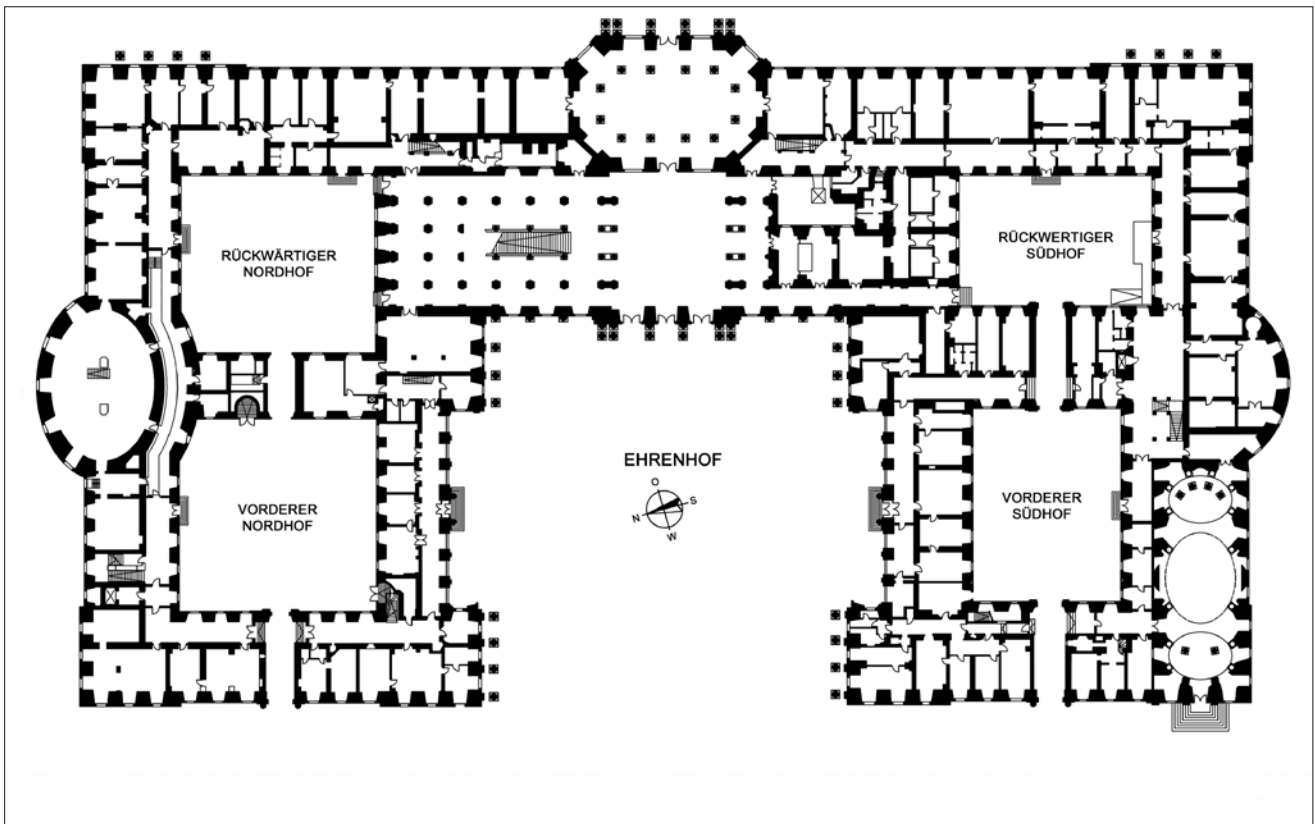 RÜCKWÄRTIGER
NORDHOF
RÜCKWERTIGER
SÜDHOF
EHRENHOF
VORDERER
NORDHOF
O
N
S
W
VORDERER
SÜDHOF